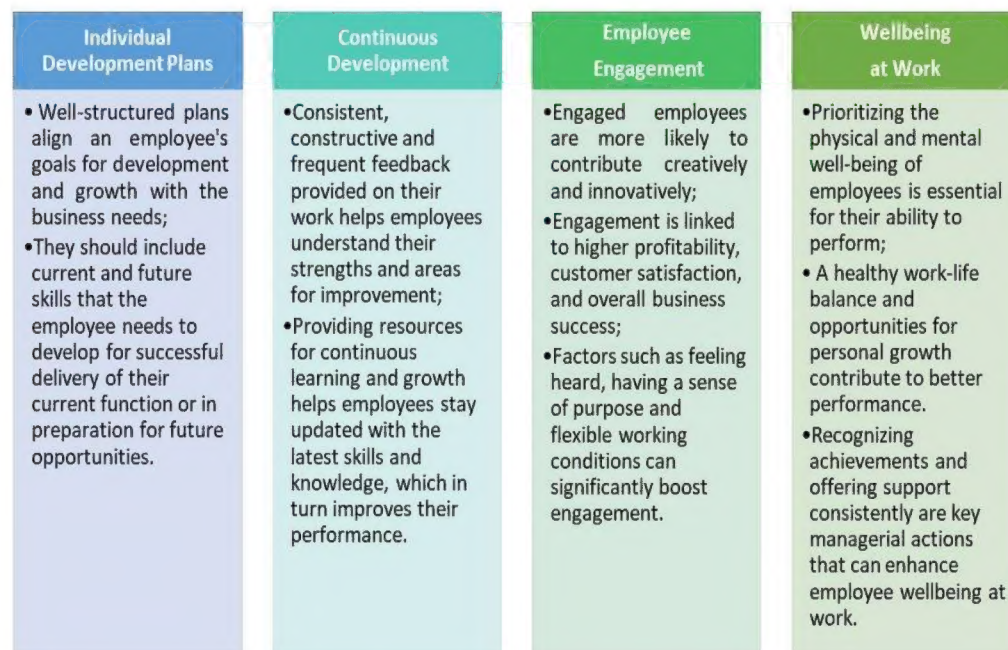 Individual
Development Plans
• Well-structured plans
align an employee's
goals for development
and growth with the
business needs;
•They should include
current and future
skills that the
employee needs to
develop for successful
delivery of their
current function or in
preparation for future
opportunities.
Continuous
Development
•Consistent,
constructive and
frequent feedback
provided on their
work helps employees
understand their
strengths and areas
for improvement;
•Providing resources
for continuous
learning and growth
helps employees stay
updated with the
latest skills and
knowledge, which in
turn improves their
performance.
Employee
Engagement
•Engaged employees
are more likely to
contribute creatively
and innovatively;
•Engagement is linked
to higher profitability,
customer satisfaction,
and overall business
success;
•Factors such as feeling
heard, having a sense
of purpose and
flexible working
conditions can
significantly boost
engagement.
Wellbeing
at Work
•Prioritizing the
physical and mental
well-being of
employees is essential
for their ability to
perform;
• A healthy work-life
balance and
opportunities for
personal growth
contribute to better
performance.
•Recognizing
achievements and
offering support
consistently are key
managerial actions
that can enhance
employee wellbeing at
work.